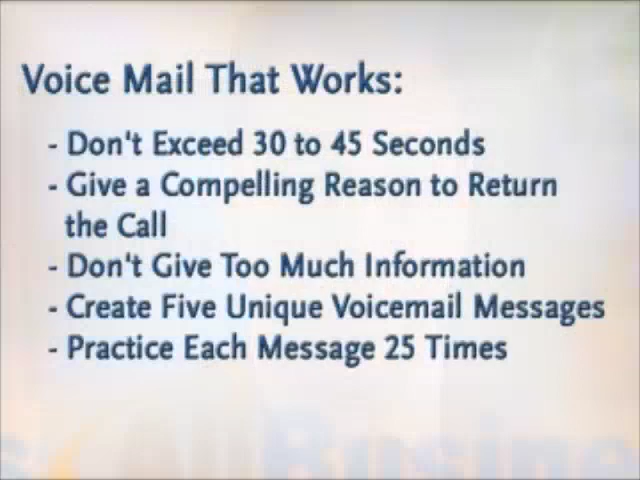 Voice Mail That Works:
- Don't Exceed 30 to 45 Seconds
- Give a Compelling Reason to Return
the Call
- Don't Give Too Much Information
- Create Five Unique Voicemail Messages
- Practice Each Message 25 Times